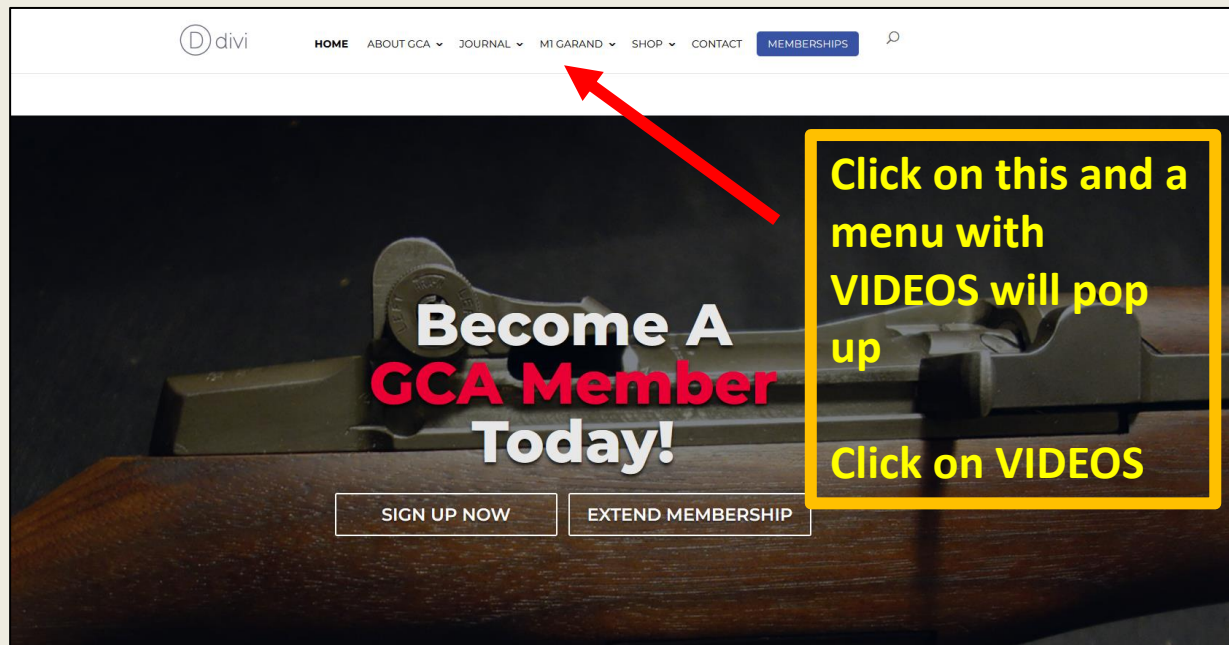 D divi
HOME ABOUT GCA JOURNAL M1 GARAND SHOP CONTACT MEMBERSHIPS
Click on this and a
menu with
VIDEOS will pop
up
Click on VIDEOS
Become A
GCA Member
Today!
SIGN UP NOW EXTEND MEMBERSHIP